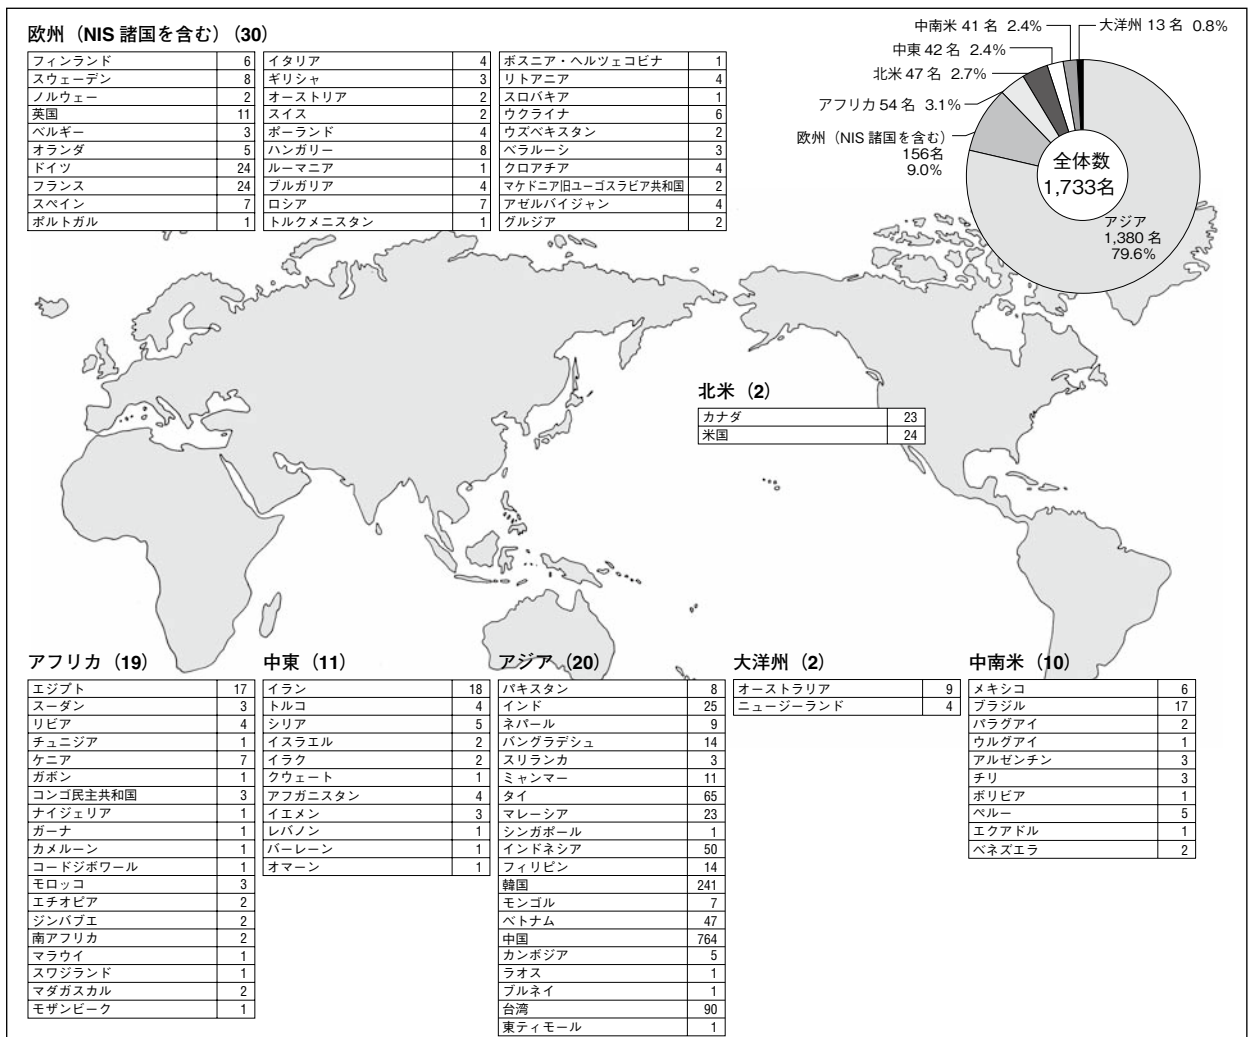 欧州（NIS 諸国を含む）(30)
フィンランド 6
スウェーデン 8
ノルウェー 2
英国 11
ベルギー 3
オランダ 5
ドイツ 24
フランス 24
スペイン 7
ポルトガル 1
イタリア 4
ギリシャ 3
オーストリア 2
スイス 2
ポーランド 4
ハンガリー 8
ルーマニア 1
ブルガリア 4
ロシア 7
トルクメニスタン 1
ボスニア・ヘルツェコビナ 1
リトアニア 4
スロバキア 1
ウクライナ 6
ウズベキスタン 2
ベラルーシ 3
クロアチア 4
マケドニア旧ユーゴスラビア共和国 2
アゼルバイジャン 4
グルジア 2
中南米 41 名 2.4%
大洋州 13 名 0.8%
中東 42 名 2.4%
北米 47 名 2.7%
アフリカ 54 名 3.1%
欧州（NIS 諸国を含む）
156名
9.0%
全体数
1,733名
アジア
1,380 名
79.6%
北米（2）
カナダ 23
米国 24
アフリカ（19）
エジプト 17
スーダン 3
リビア 4
チュニジア 1
ケニア 7
ガボン 1
コンゴ民主共和国 3
ナイジェリア 1
ガーナ 1
カメルーン 1
コードジボワール 1
モロッコ 3
エチオピア 2
ジンバブエ 2
南アフリカ 2
マラウイ 1
スワジランド 1
マダガスカル 2
モザンビーク 1
中東（11）
イラン 18
トルコ 4
シリア 5
イスラエル 2
イラク 2
クウェート 1
アフガニスタン 4
イエメン 3
レバノン 1
バーレーン 1
オマーン 1
アジア（20）
パキスタン 8
インド 25
ネパール 9
バングラデシュ 14
スリランカ 3
ミャンマー 11
タイ 65
マレーシア 23
シンガポール 1
インドネシア 50
フィリピン 14
韓国 241
モンゴル 7
ベトナム 47
中国 764
カンボジア 5
ラオス 1
ブルネイ 1
台湾 90
東ティモール 1
大洋州（2）
オーストラリア 9
ニュージーランド 4
中南米（10）
メキシコ 6
ブラジル 17
パラグアイ 2
ウルグアイ 1
アルゼンチン 3
チリ 3
ボリビア 1
ペルー 5
エクアドル 1
ベネズエラ 2